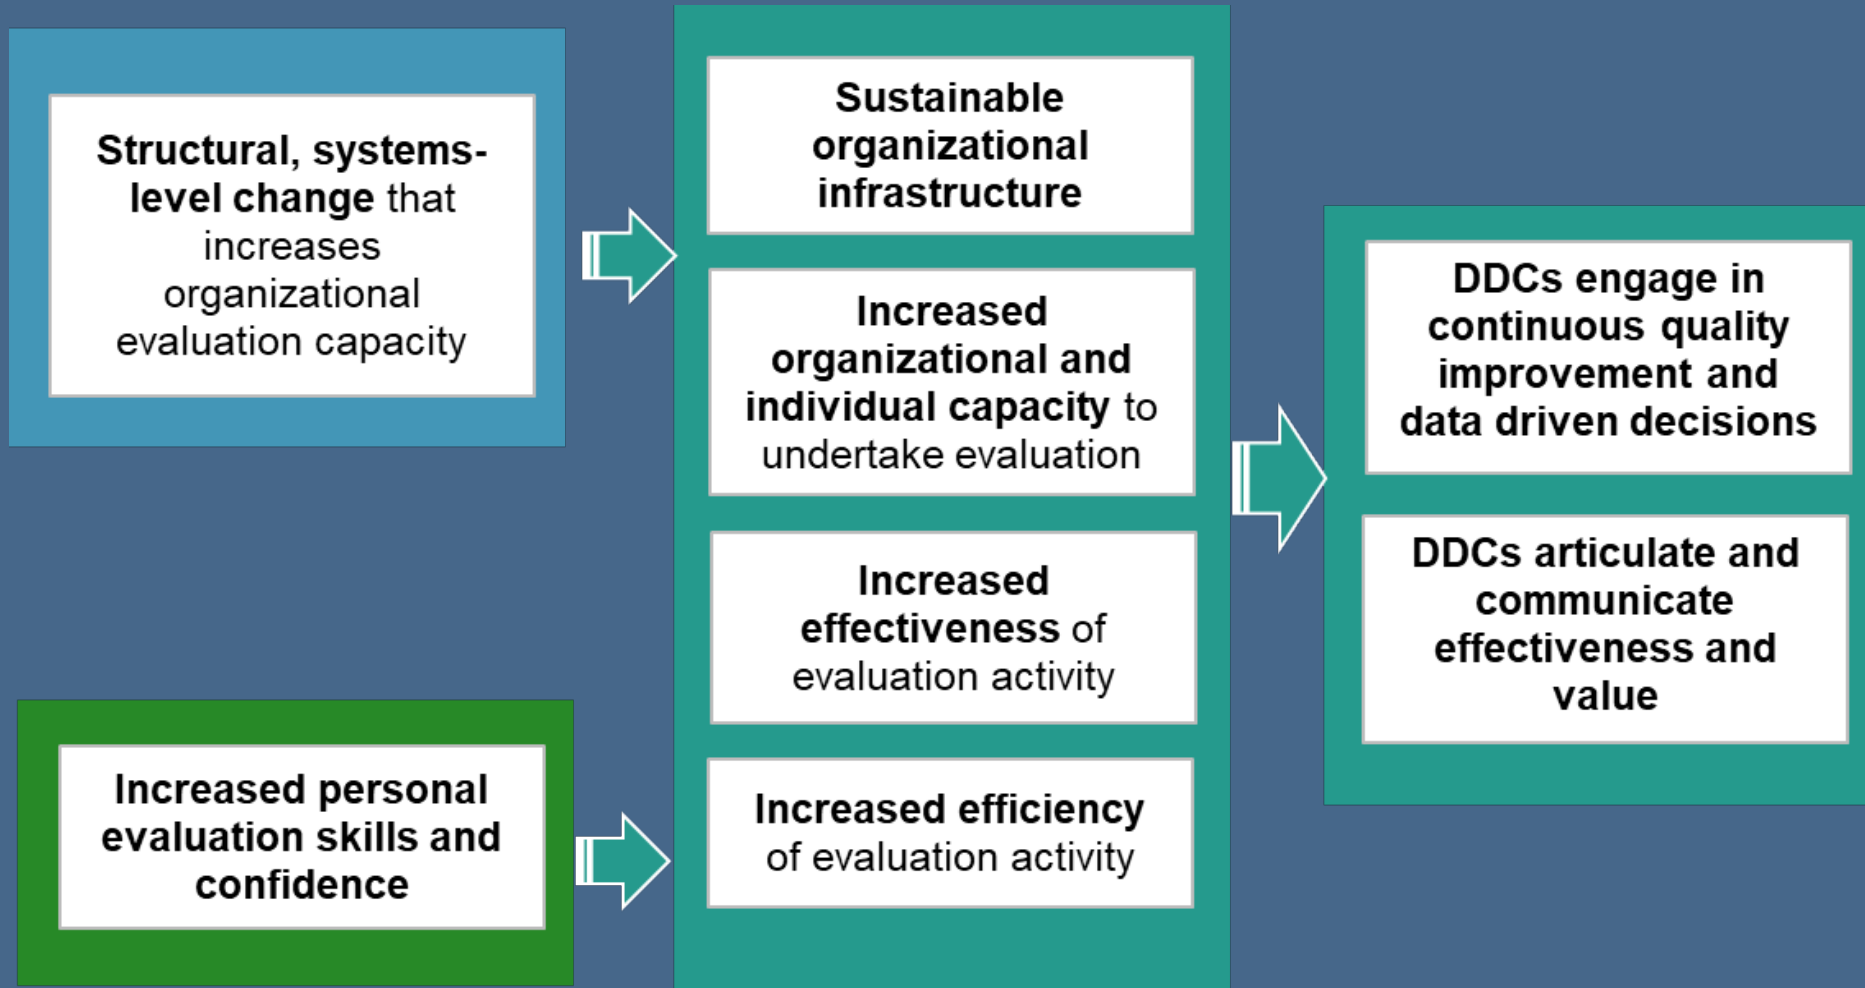 Structural, systems-
level change that
increases
organizational
evaluation capacity
Increased personal
evaluation skills and
confidence
Sustainable
organizational
infrastructure
Increased
organizational and
individual capacity to
undertake evaluation
Increased
effectiveness of
evaluation activity
Increased efficiency
of evaluation activity
DDCs engage in
continuous quality
improvement and
data driven decisions
DDCs articulate and
communicate
effectiveness and
value